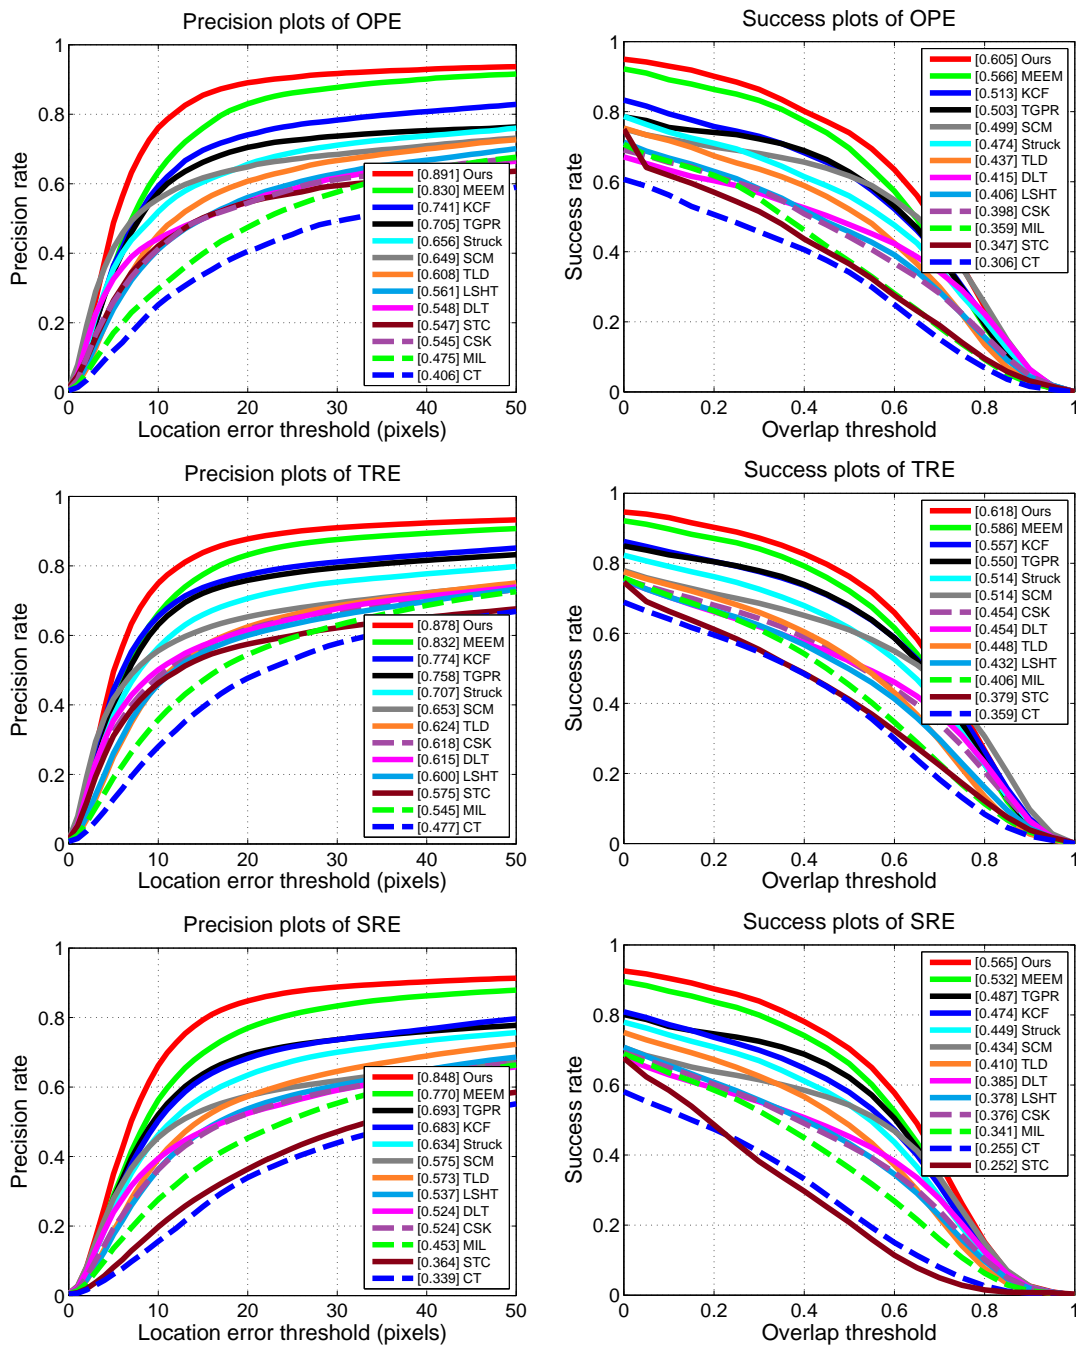 Precision plots of OPE
Precision rate
1
0.8
0.6
0.4
0.2
0
0 10 20 30 40 50
Location error threshold (pixels)
[0.891] Ours
[0.830] MEEM
[0.741] KCF
[0.705] TGPR
[0.656] Struck
[0.649] SCM
[0.608] TLD
[0.561] LSHT
[0.548] DLT
[0.547] STC
[0.545] CSK
[0.475] MIL
[0.406] CT
Success plots of OPE
Success rate
1
0.8
0.6
0.4
0.2
0
0 0.2 0.4 0.6 0.8 1
Overlap threshold
[0.605] Ours
[0.566] MEEM
[0.513] KCF
[0.503] TGPR
[0.499] SCM
[0.474] Struck
[0.437] TLD
[0.415] DLT
[0.406] LSHT
[0.398] CSK
[0.359] MIL
[0.347] STC
[0.306] CT
Precision plots of TRE
Precision rate
1
0.8
0.6
0.4
0.2
0
0 10 20 30 40 50
Location error threshold (pixels)
[0.878] Ours
[0.832] MEEM
[0.774] KCF
[0.758] TGPR
[0.707] Struck
[0.653] SCM
[0.624] TLD
[0.618] CSK
[0.615] DLT
[0.600] LSHT
[0.575] STC
[0.545] MIL
[0.477] CT
Success plots of TRE
Success rate
1
0.8
0.6
0.4
0.2
0
0 0.2 0.4 0.6 0.8 1
Overlap threshold
[0.618] Ours
[0.586] MEEM
[0.557] KCF
[0.550] TGPR
[0.514] Struck
[0.514] SCM
[0.454] CSK
[0.454] DLT
[0.448] TLD
[0.432] LSHT
[0.406] MIL
[0.379] STC
[0.359] CT
Precision plots of SRE
Precision rate
1
0.8
0.6
0.4
0.2
0
0 10 20 30 40 50
Location error threshold (pixels)
[0.848] Ours
[0.770] MEEM
[0.693] TGPR
[0.683] KCF
[0.634] Struck
[0.575] SCM
[0.573] TLD
[0.537] LSHT
[0.524] DLT
[0.524] CSK
[0.453] MIL
[0.364] STC
[0.339] CT
Success plots of SRE
Success rate
1
0.8
0.6
0.4
0.2
0
0 0.2 0.4 0.6 0.8 1
Overlap threshold
[0.565] Ours
[0.532] MEEM
[0.487] TGPR
[0.474] KCF
[0.449] Struck
[0.434] SCM
[0.410] TLD
[0.385] DLT
[0.378] LSHT
[0.376] CSK
[0.341] MIL
[0.255] CT
[0.252] STC